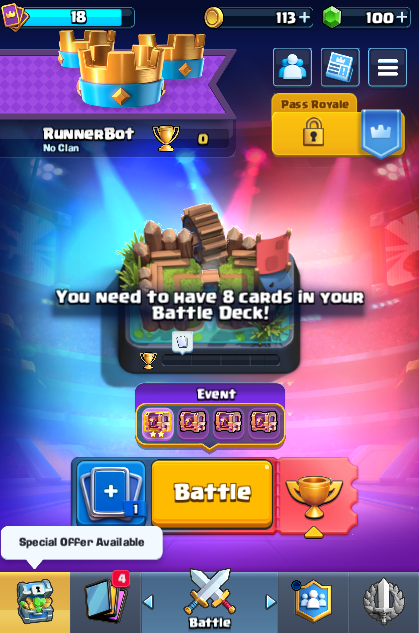 18
113 +
100 +
Pass Royale
RunnerBot
No Clan
0
You need to have 8 cards in your
Battle Deck!
Event
+
1
Battle
Special Offer Available
4
Battle